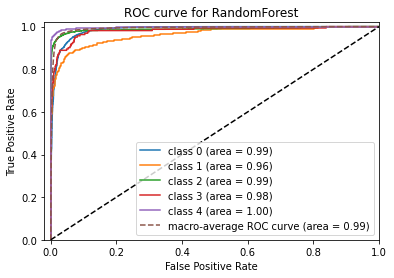 ROC curve for RandomForest
True Positive Rate
1.0
0.8
0.6
0.4
0.2
0.0
class 0 (area = 0.99)
class 1 (area = 0.96)
class 2 (area = 0.99)
class 3 (area = 0.98)
class 4 (area = 1.00)
macro-average ROC curve (area = 0.99)
0.0 0.2 0.4 0.6 0.8 1.0
False Positive Rate